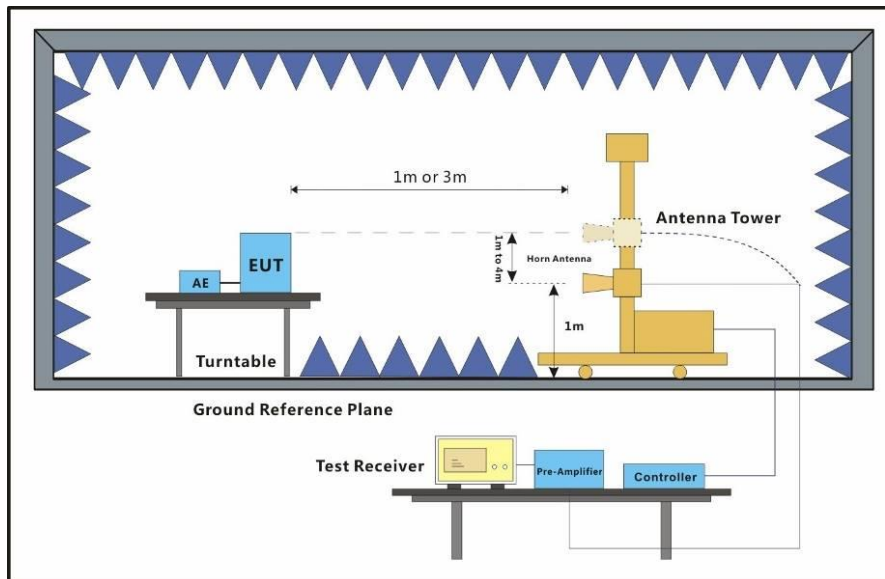 1m or 3m
Antenna Tower
1m to 4m
Horn Antenna
EUT
AE
1m
Turntable
Ground Reference Plane
Test Receiver
Pre-Amplifier
Controller